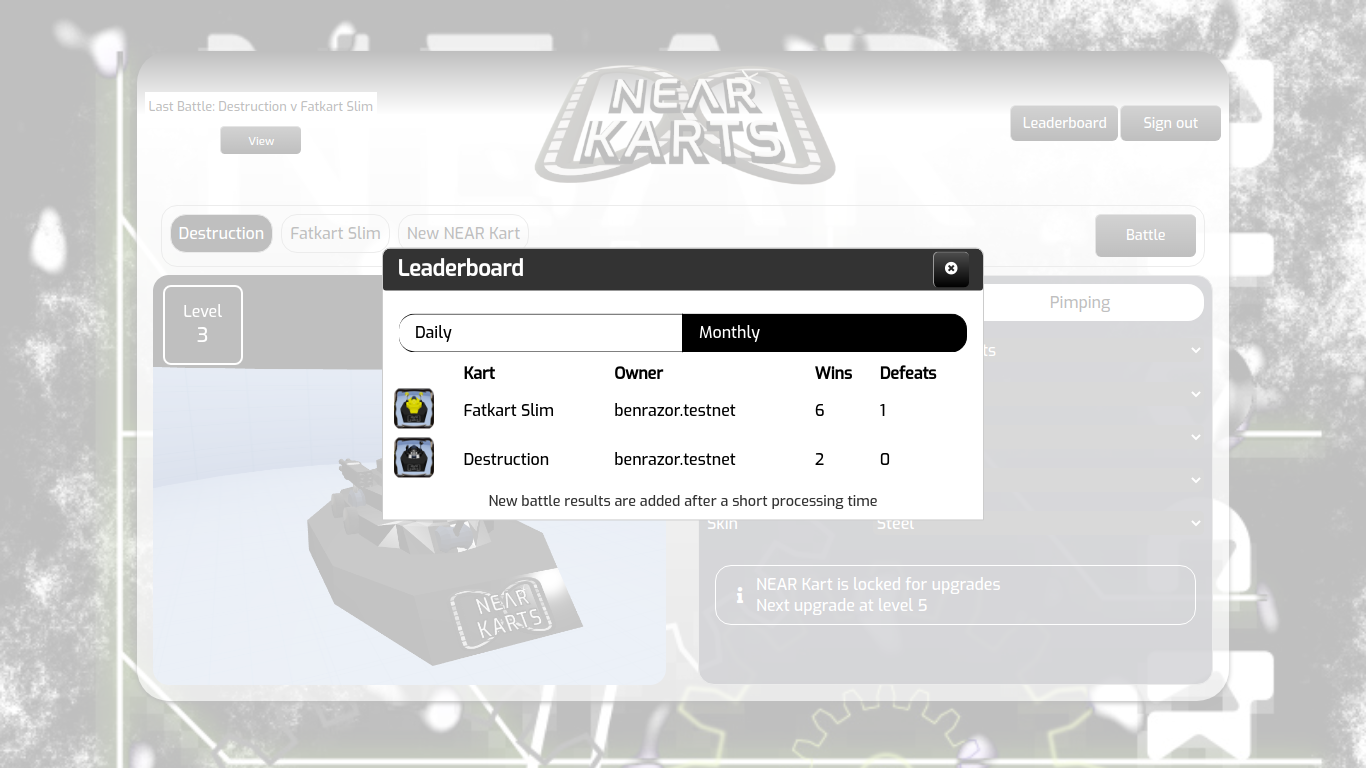 Last Battle: Destruction v Fatkart Slim
View
NEAR
KARTS
Leaderboard
Sign out
Destruction
Fatkart Slim
New NEAR Kart
Battle
Leaderboard
Level
3
Pimping
Daily
Monthly
ts
Kart Owner Wins Defeats
Fatkart Slim benrazor.testnet 6 1
Destruction benrazor.testnet 2 0
New battle results are added after a short processing time
Skin Steel
NEAR Kart is locked for upgrades
Next upgrade at level 5
NEAR
KARTS